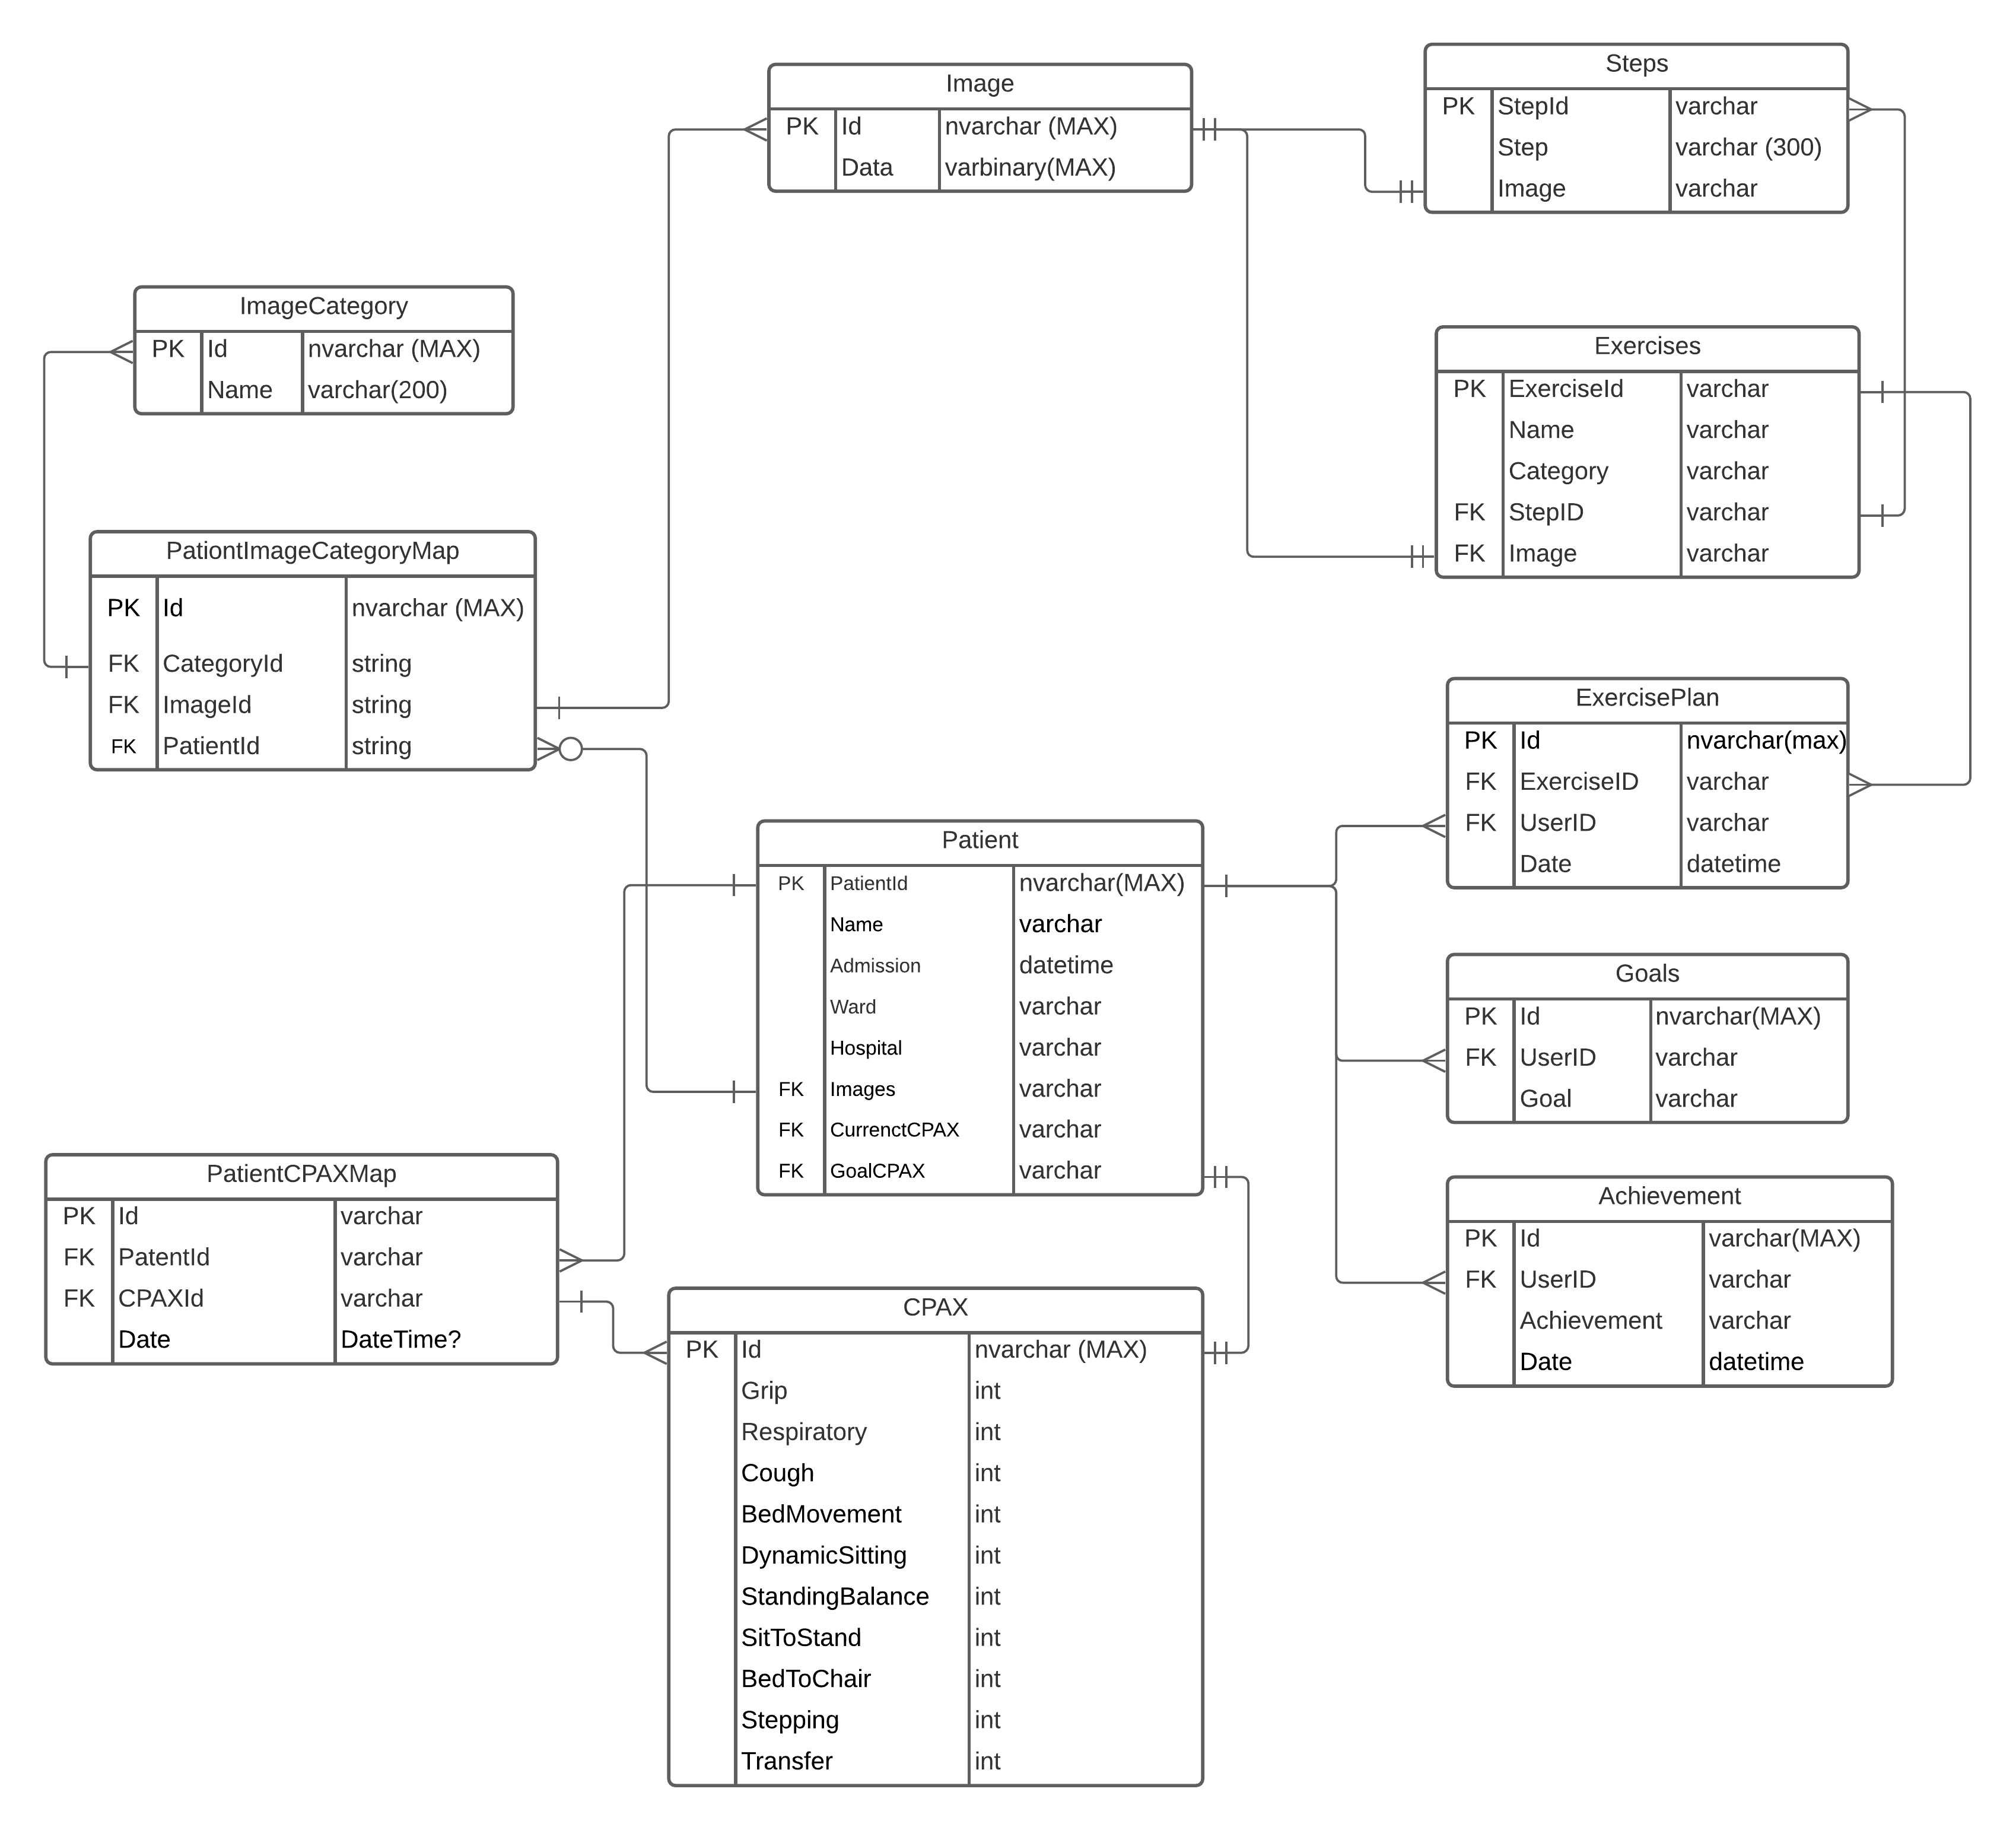 Image
PK Id nvarchar (MAX)
Data varbinary(MAX)
Steps
PK StepId varchar
Step varchar (300)
Image varchar
ImageCategory
PK Id nvarchar (MAX)
Name varchar(200)
Exercises
PK ExerciseId varchar
Name varchar
Category varchar
FK StepID varchar
FK Image varchar
PationtImageCategoryMap
PK Id nvarchar (MAX)
FK CategoryId string
FK ImageId string
FK PatientId string
ExercisePlan
PK Id nvarchar(max)
FK ExerciseID varchar
FK UserID varchar
Date datetime
Patient
PK PatientId nvarchar(MAX)
Name varchar
Admission datetime
Ward varchar
Hospital varchar
FK Images varchar
FK CurrenctCPAX varchar
FK GoalCPAX varchar
Goals
PK Id nvarchar(MAX)
FK UserID varchar
Goal varchar
PatientCPAXMap
PK Id varchar
FK PatentId varchar
FK CPAXId varchar
Date DateTime?
Achievement
PK Id varchar(MAX)
FK UserID varchar
Achievement varchar
Date datetime
CPAX
PK Id nvarchar (MAX)
Grip int
Respiratory int
Cough int
BedMovement int
DynamicSitting int
StandingBalance int
SitToStand int
BedToChair int
Stepping int
Transfer int